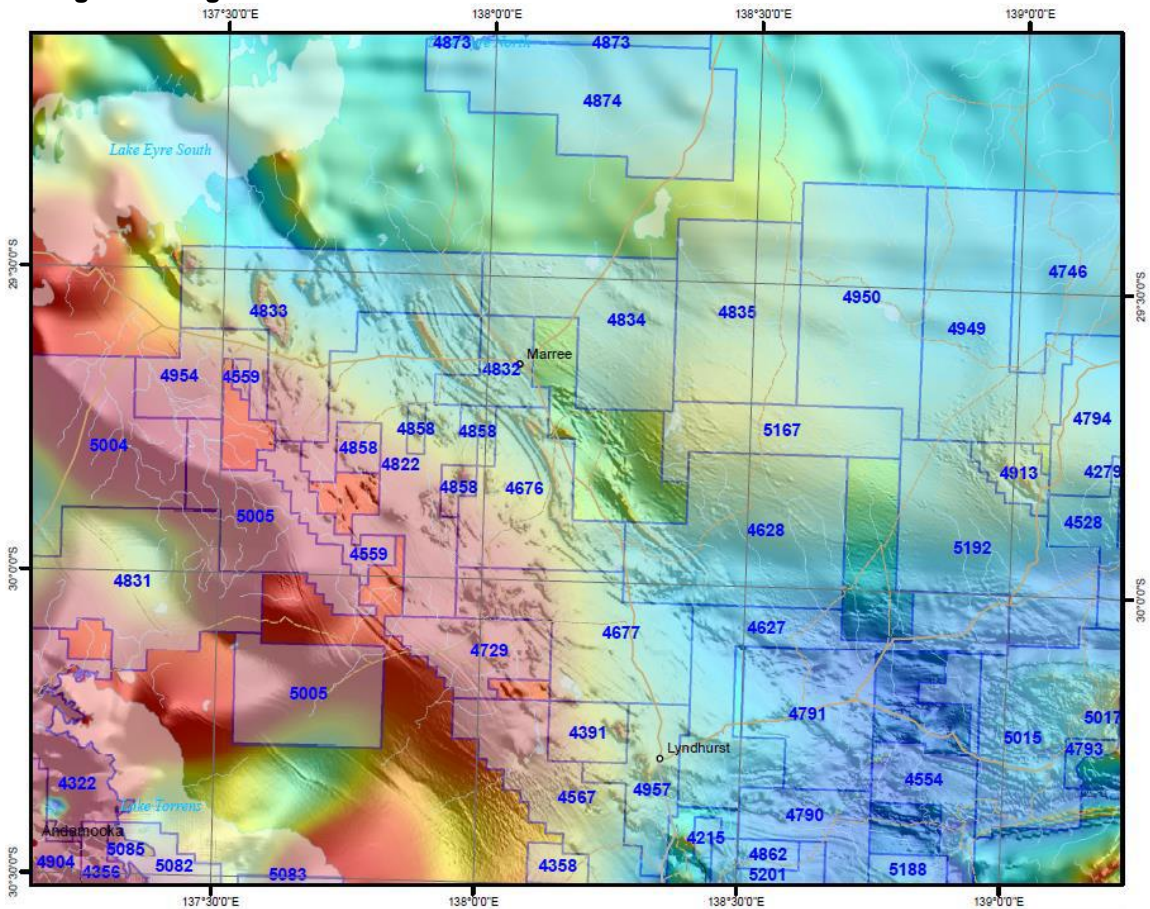 137°30'0"E 138°0'0"E 138°30'0"E 139°0'0"E
4873 4873
4874
Lake Eyre South
29°30'0"S
29°30'0"S
4746
4833 4834 4835 4950 4949
Marree
4832
4954 4559
4794
5004 4858 4858 4858 5167
4822 4858 4676 4913 4279
5005 4628 4528
4559 5192
30°0'0"S
30°0'0"S
4831
4677 4627
4729
5005 4791 5017
4391 5015
Lyndhurst 4793
4322 4567 4957 4554
Lake Torrens 4790
Andamooka 4215
5085 4862
4904 4356 5082 5083 4358 5201 5188
30°30'0"S
137°30'0"E 138°0'0"E 138°30'0"E 139°0'0"E